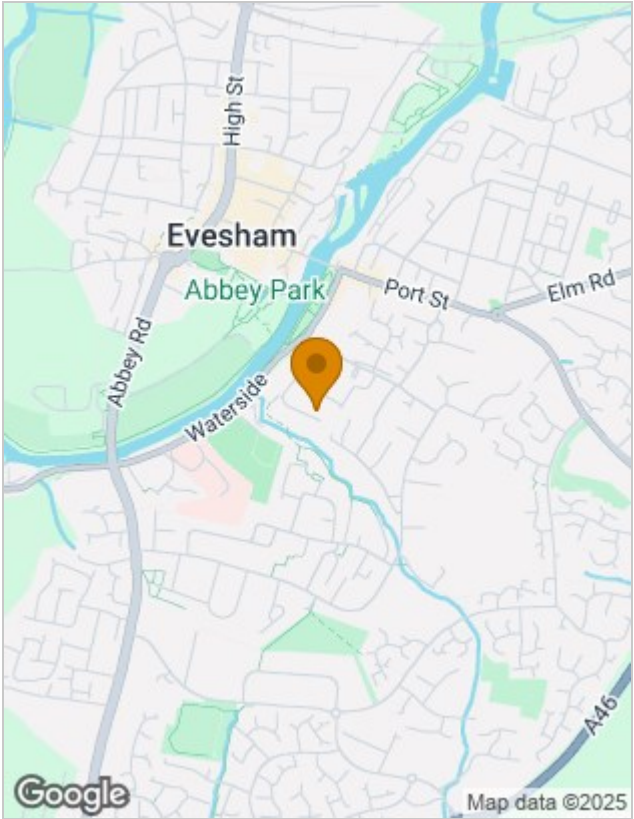 High St
Evesham
Abbey Park
Port St
Elm Rd
Abbey Rd
Waterside
A46
Google
Map data ©2025